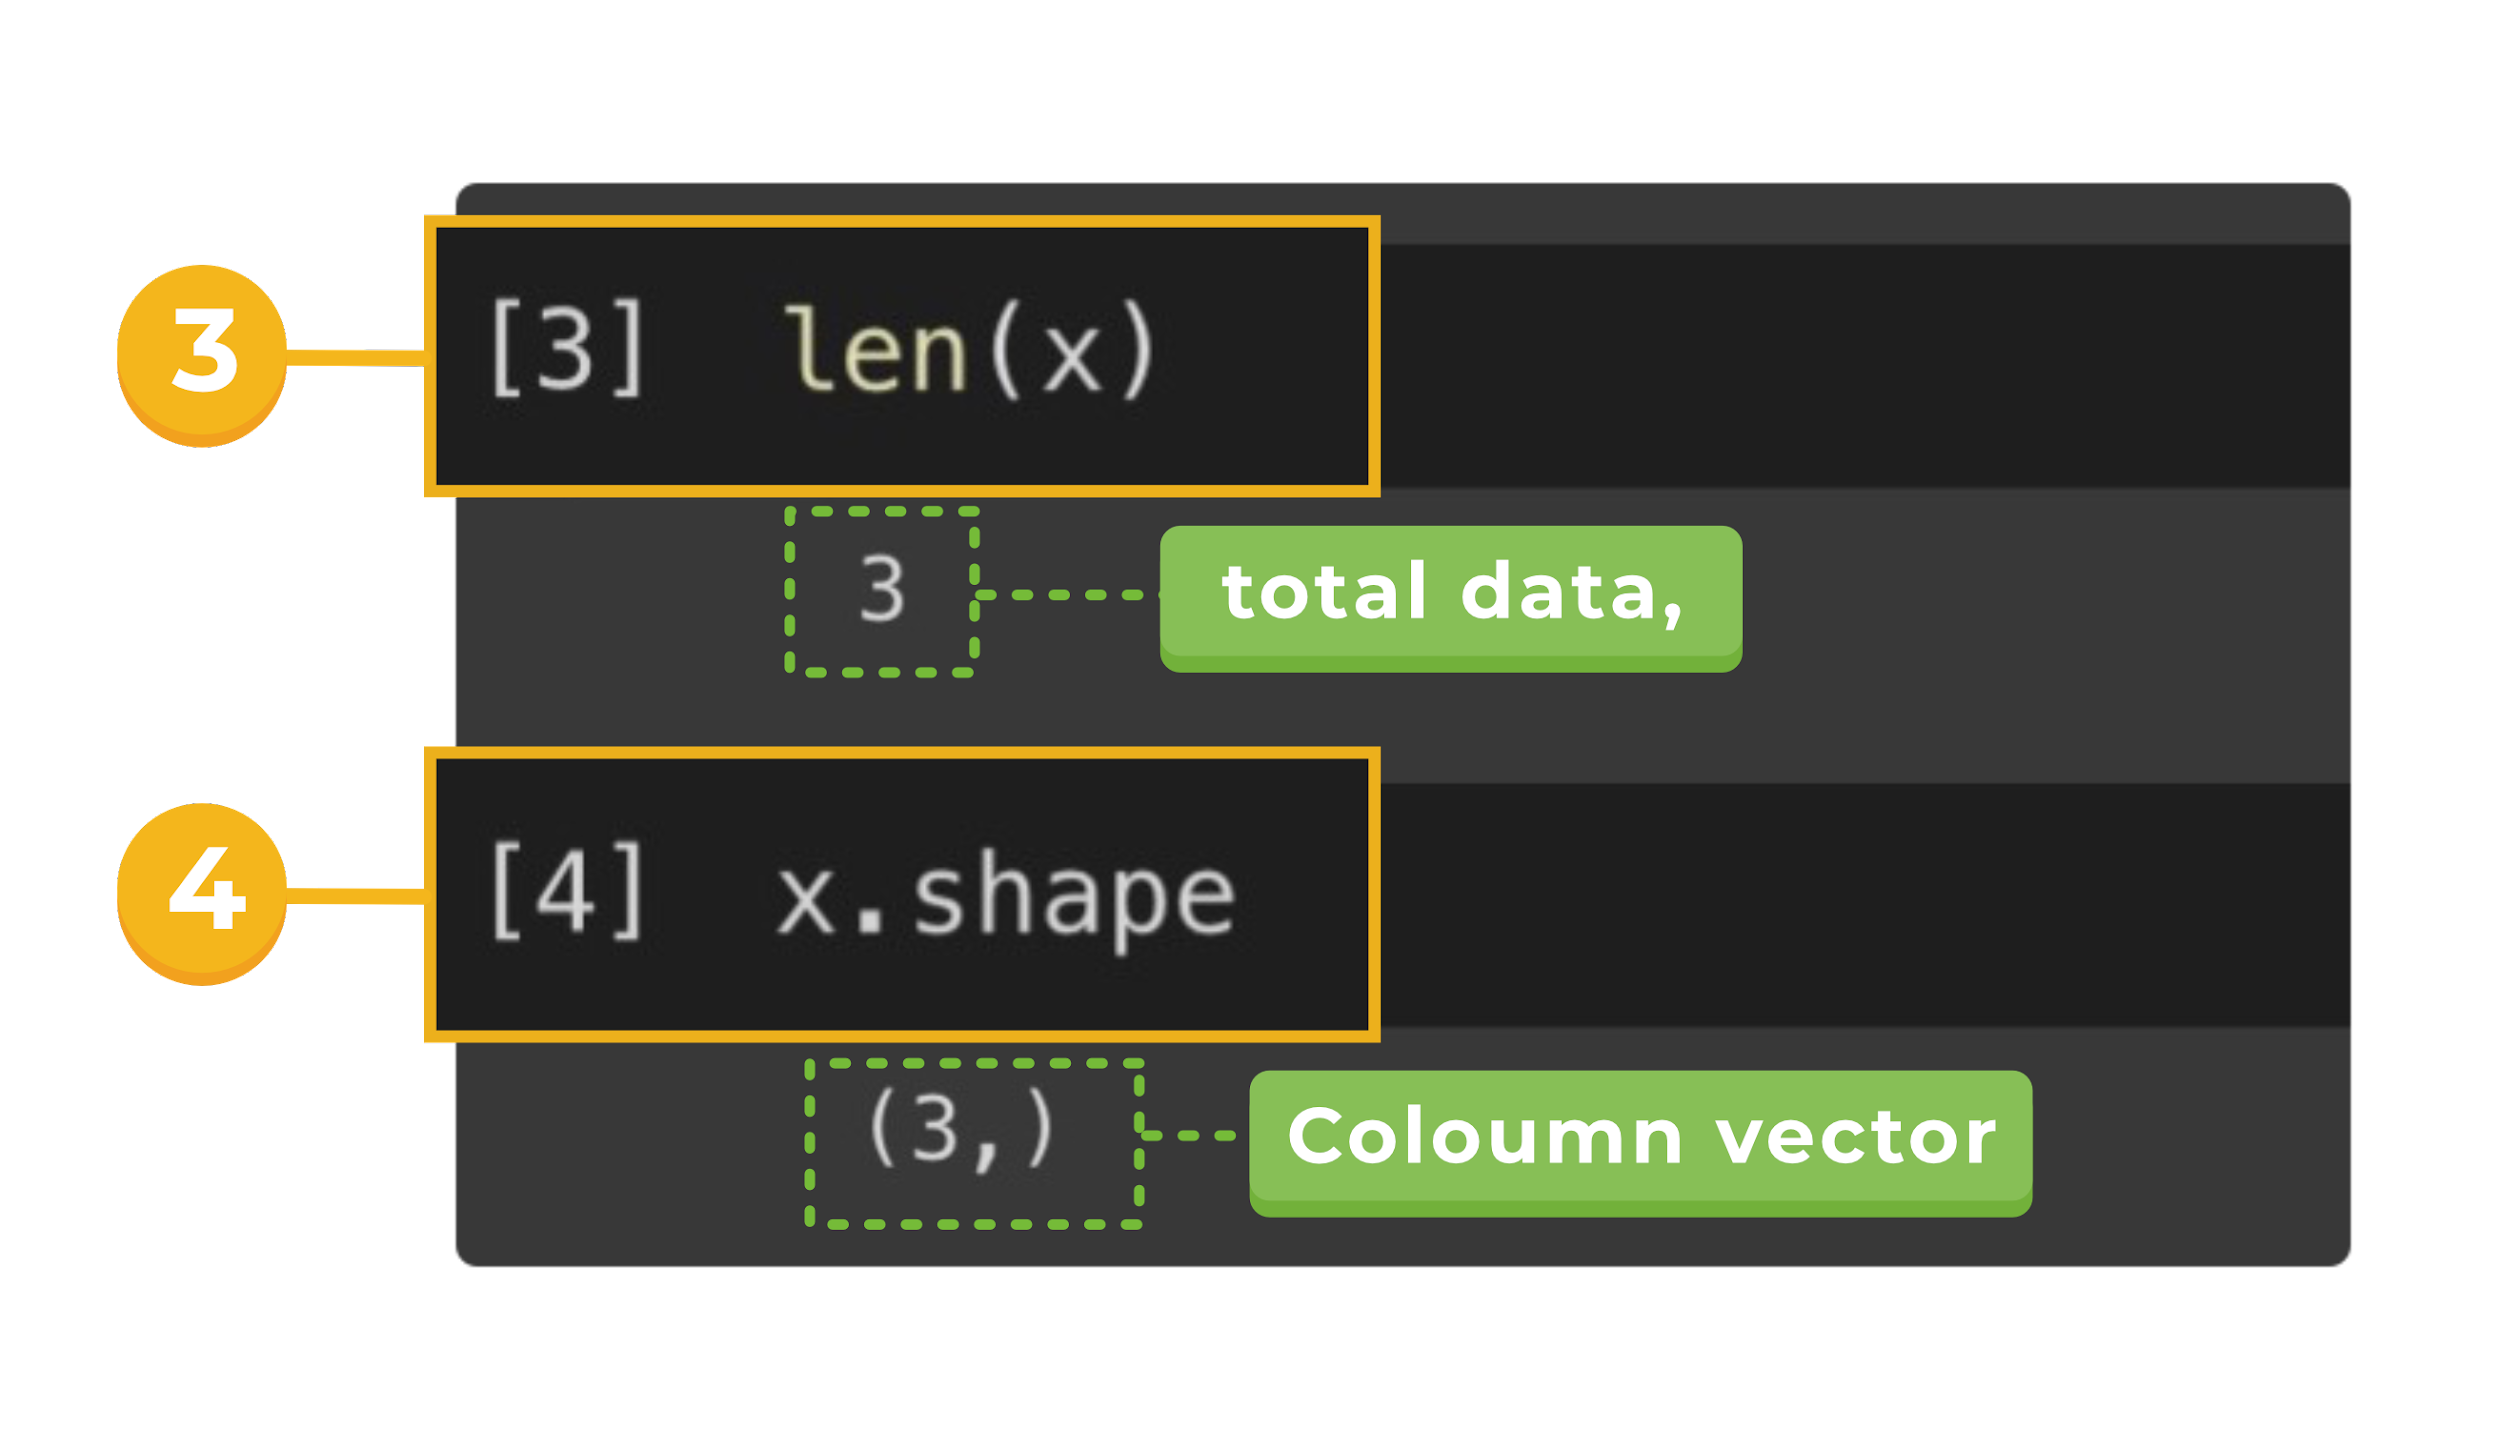 3
[3] len(x)
3
total data,
4
[4] x.shape
(3,)
Coloumn vector